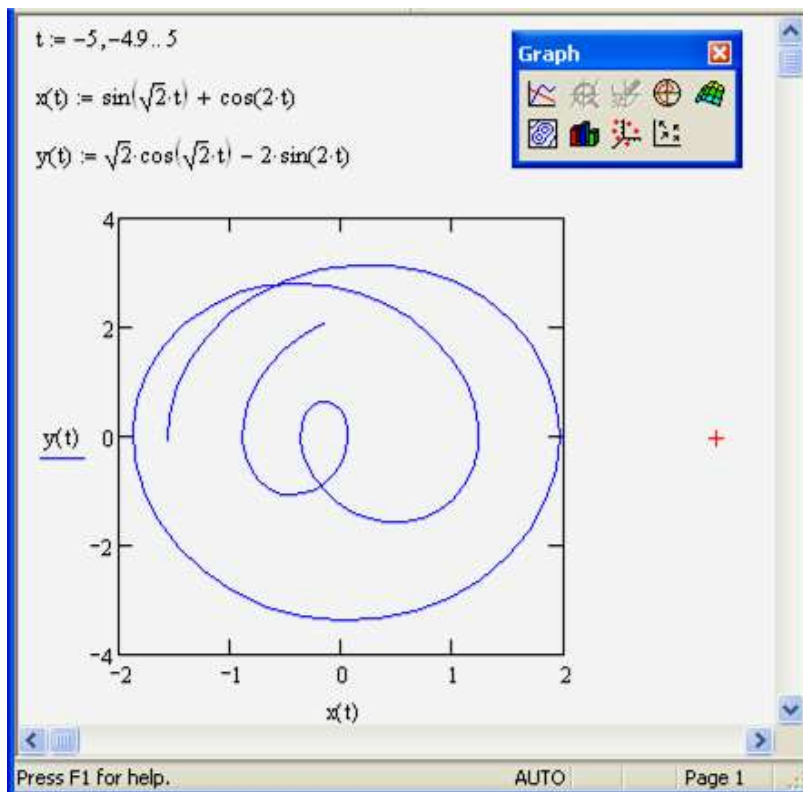 t := −5,−4.9 .. 5
Graph
x(t) := sin(√2·t) + cos(2·t)
y(t) := √2·cos(√2·t) − 2·sin(2·t)
4
2
y(t)
0
−2
−4
−2
−1
0
1
2
x(t)
Press F1 for help.
AUTO
Page 1